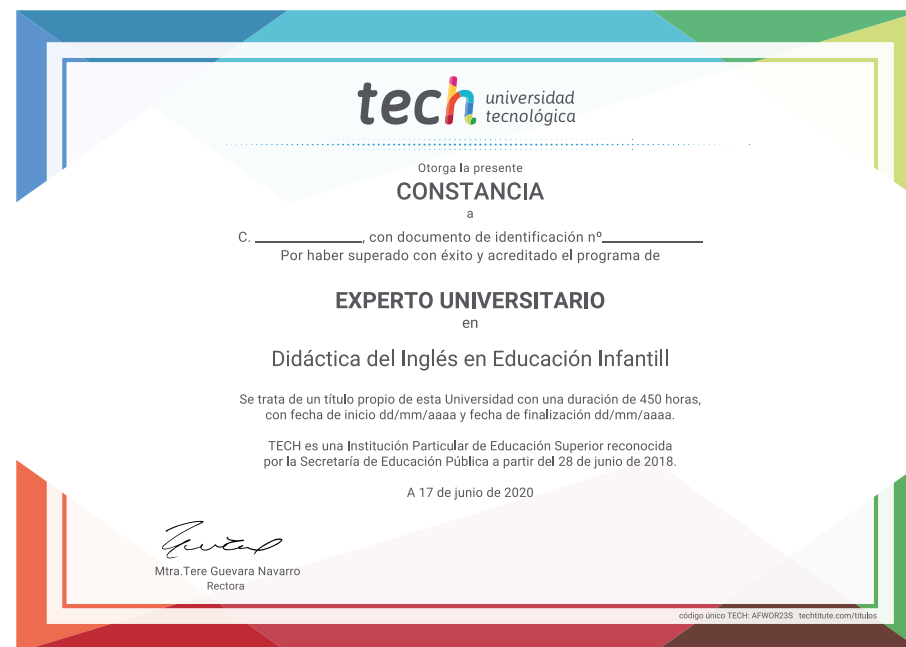 tech universidad
tecnológica
Otorga la presente
CONSTANCIA
a
C. ____________, con documento de identificación nº____________
Por haber superado con éxito y acreditado el programa de
EXPERTO UNIVERSITARIO
en
Didáctica del Inglés en Educación Infantill
Se trata de un título propio de esta Universidad con una duración de 450 horas,
con fecha de inicio dd/mm/aaaa y fecha de finalización dd/mm/aaaa.
TECH es una Institución Particular de Educación Superior reconocida
por la Secretaría de Educación Pública a partir del 28 de junio de 2018.
A 17 de junio de 2020
Mtra.Tere Guevara Navarro
Rectora
código único TECH: AFWOR23S techtitute.com/titulos